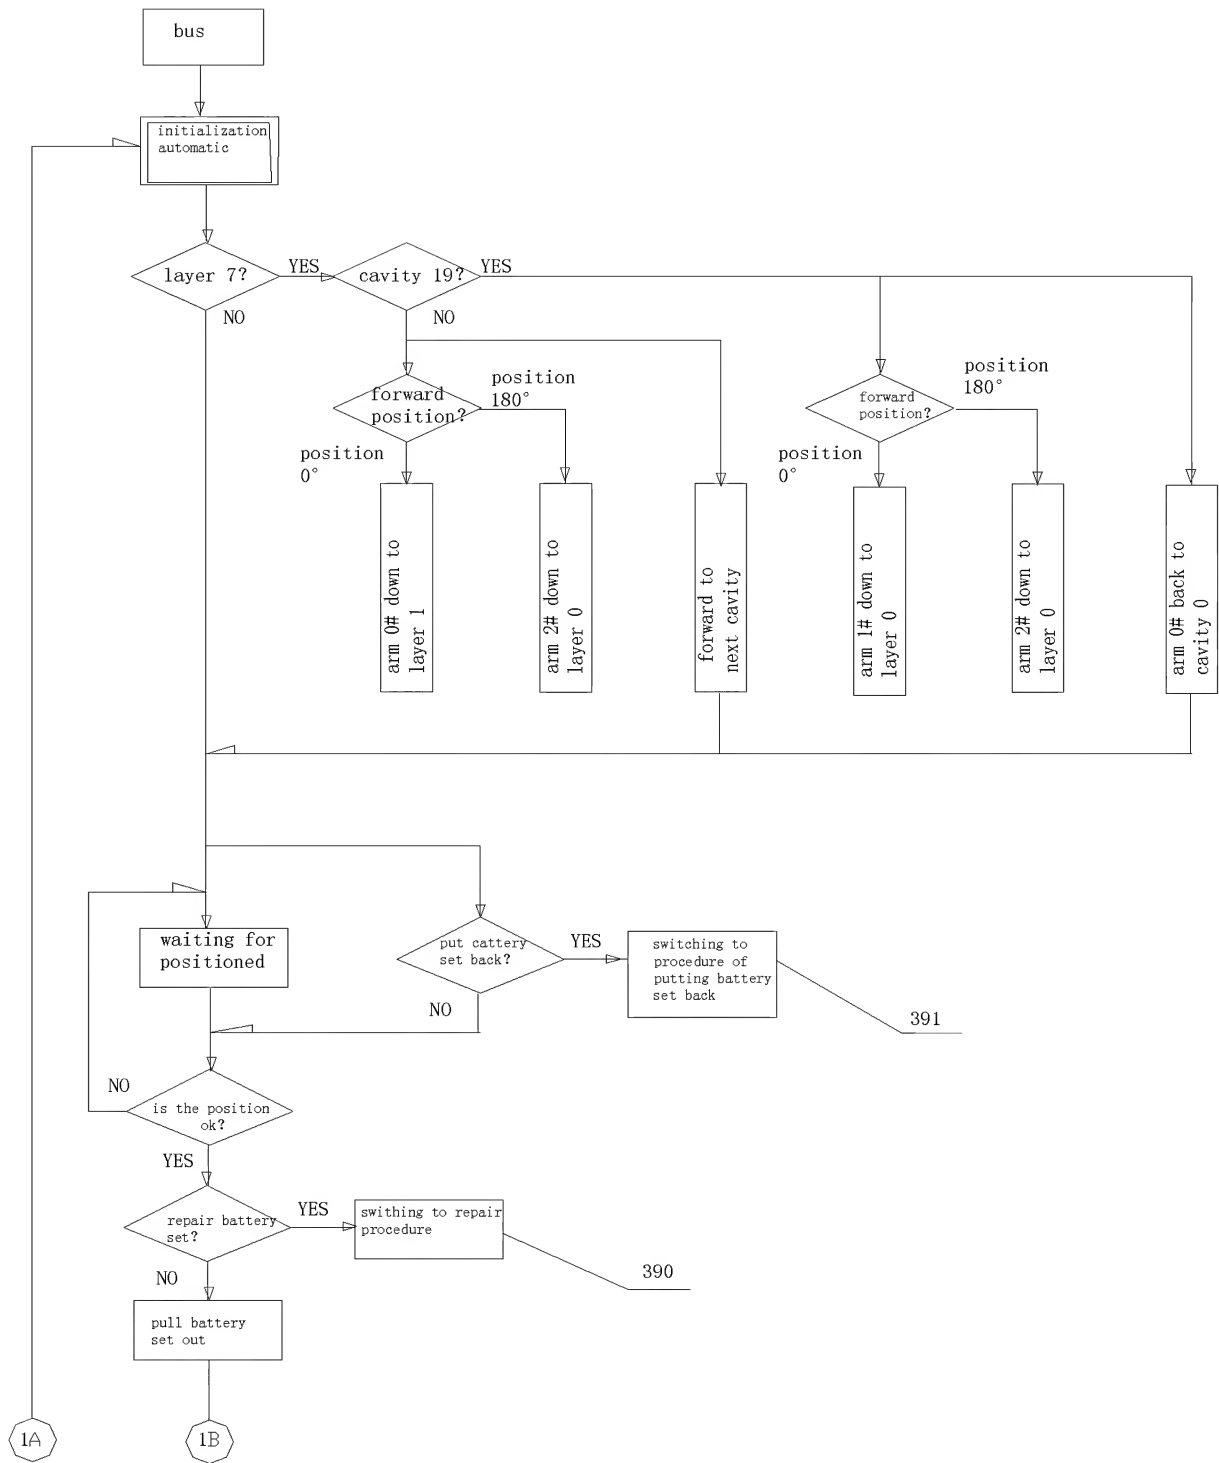 bus
initialization
automatic
layer 7?
YES
cavity 19?
YES
NO
NO
forward
position?
position
180°
position
0°
forward
position?
position
180°
position
0°
arm 0# down to
layer 1
arm 2# down to
layer 0
forward to
next cavity
arm 1# down to
layer 0
arm 2# down to
layer 0
arm 0# back to
cavity 0
waiting for
positioned
put cattery
set back?
YES
switching to
procedure of
putting battery
set back
NO
391
NO
is the position
ok?
YES
repair battery
set?
YES
swithing to repair
procedure
390
NO
pull battery
set out
1A
1B